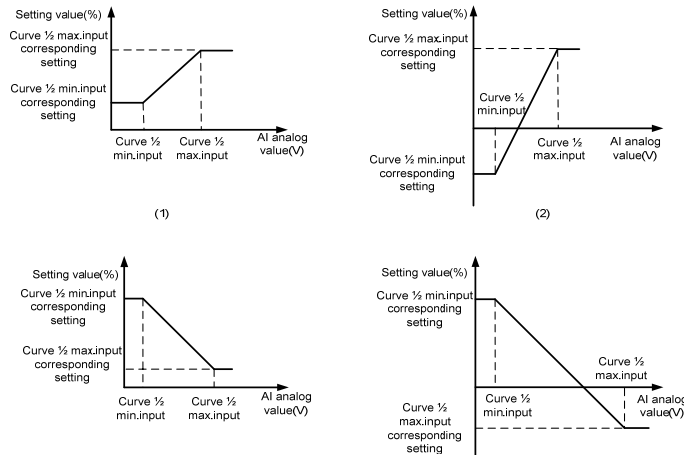 Setting value(%)
Curve ½ max.input
corresponding
setting
Curve ½ min.input
corresponding
setting
Curve ½
min.input
Curve ½
max.input
AI analog
value(V)
(1)
Setting value(%)
Curve ½ max.input
corresponding
setting
Curve ½
min.input
Curve ½ min.input
corresponding
setting
Curve ½
max.input
AI analog
value(V)
(2)
Setting value(%)
Curve ½ min.input
corresponding
setting
Curve ½ max.input
corresponding
setting
Curve ½
min.input
Curve ½
max.input
AI analog
value(V)
Setting value(%)
Curve ½ min.input
corresponding
setting
Curve ½
max.input
Curve ½
min.input
AI analog
value(V)
Curve ½
max.input
corresponding
setting